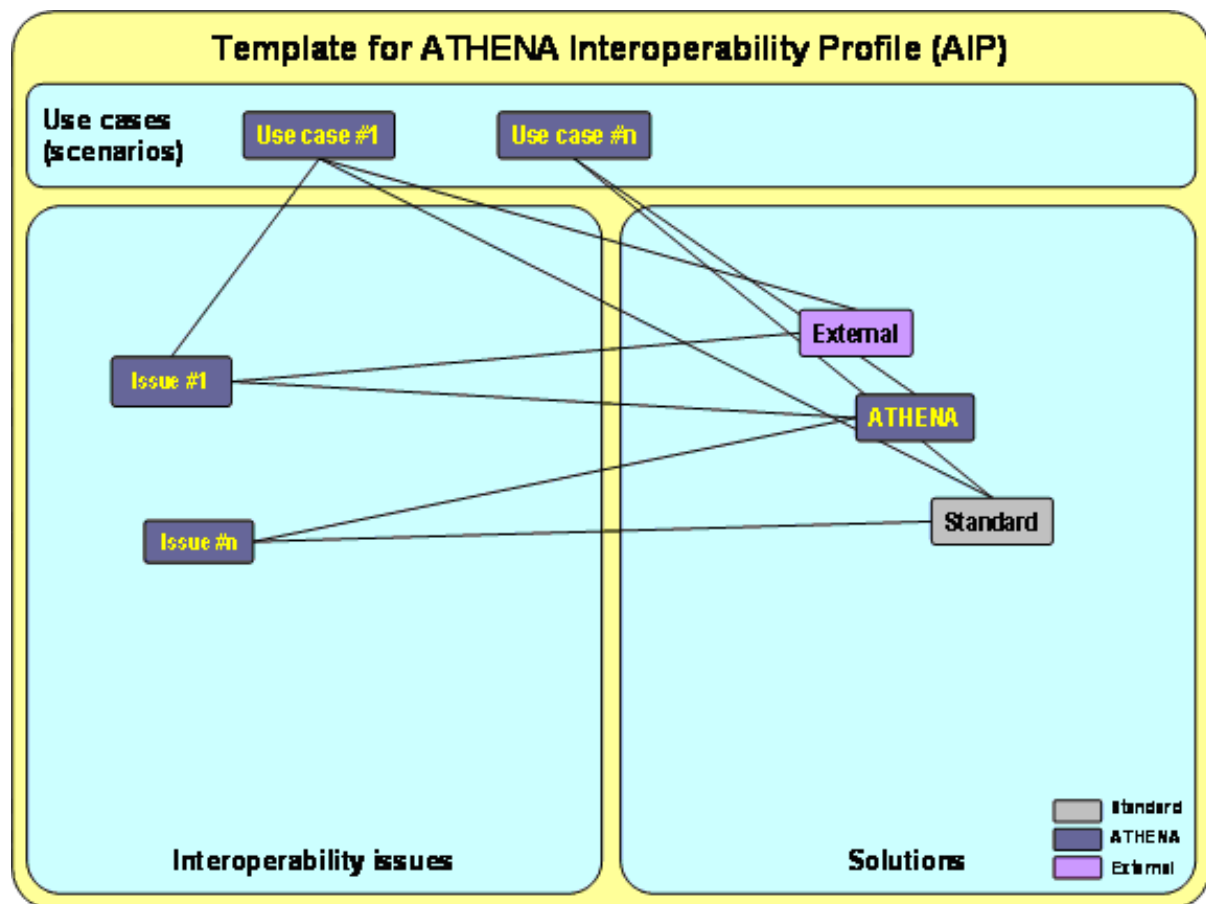 Template for ATHENA Interoperability Profile (AIP)
Use cases
(scenarios)
Use case #1
Use case #n
External
Issue #1
ATHENA
Standard
Issue #n
Standard
ATHENA
External
Interoperability issues
Solutions